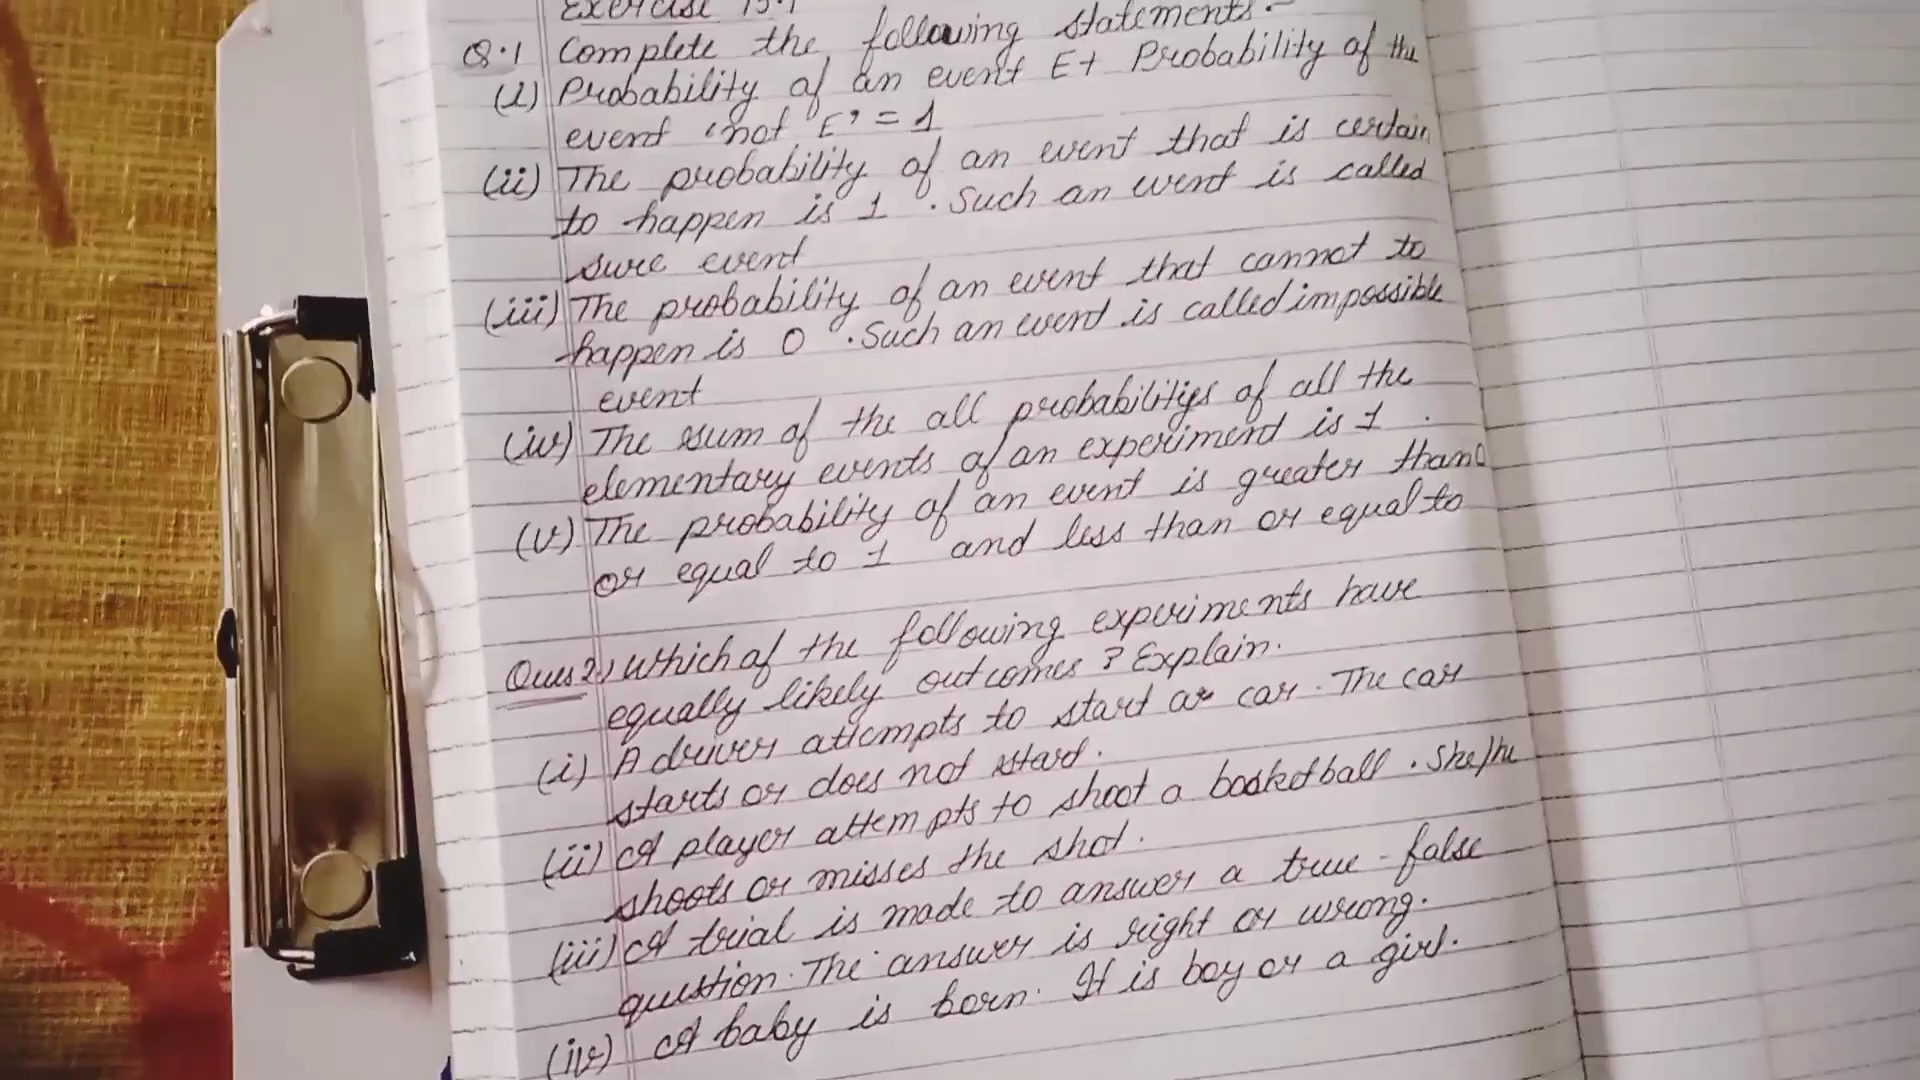 Exercise 15.1
Q.1 Complete the following statements:-
(i) Probability of an event E+ Probability of the
event 'not E' = 1
(ii) The probability of an event that is certain
to happen is 1 . Such an event is called
sure event
(iii) The probability of an event that cannot to
happen is 0 . Such an event is called impossible
event
(iv) The sum of the all probabilities of all the
elementary events of an experiment is 1 .
(v) The probability of an event is greater than 0
or equal to 1 and less than or equal to
Ques 2) Which of the following experiments have
equally likely outcomes ? Explain.
(i) A driver attempts to start a car. The car
starts or does not start.
(ii) A player attempts to shoot a basketball . She/he
shoots or misses the shot.
(iii) A trial is made to answer a true-false
question. The answer is right or wrong.
(iv) A baby is born. It is boy or a girl.